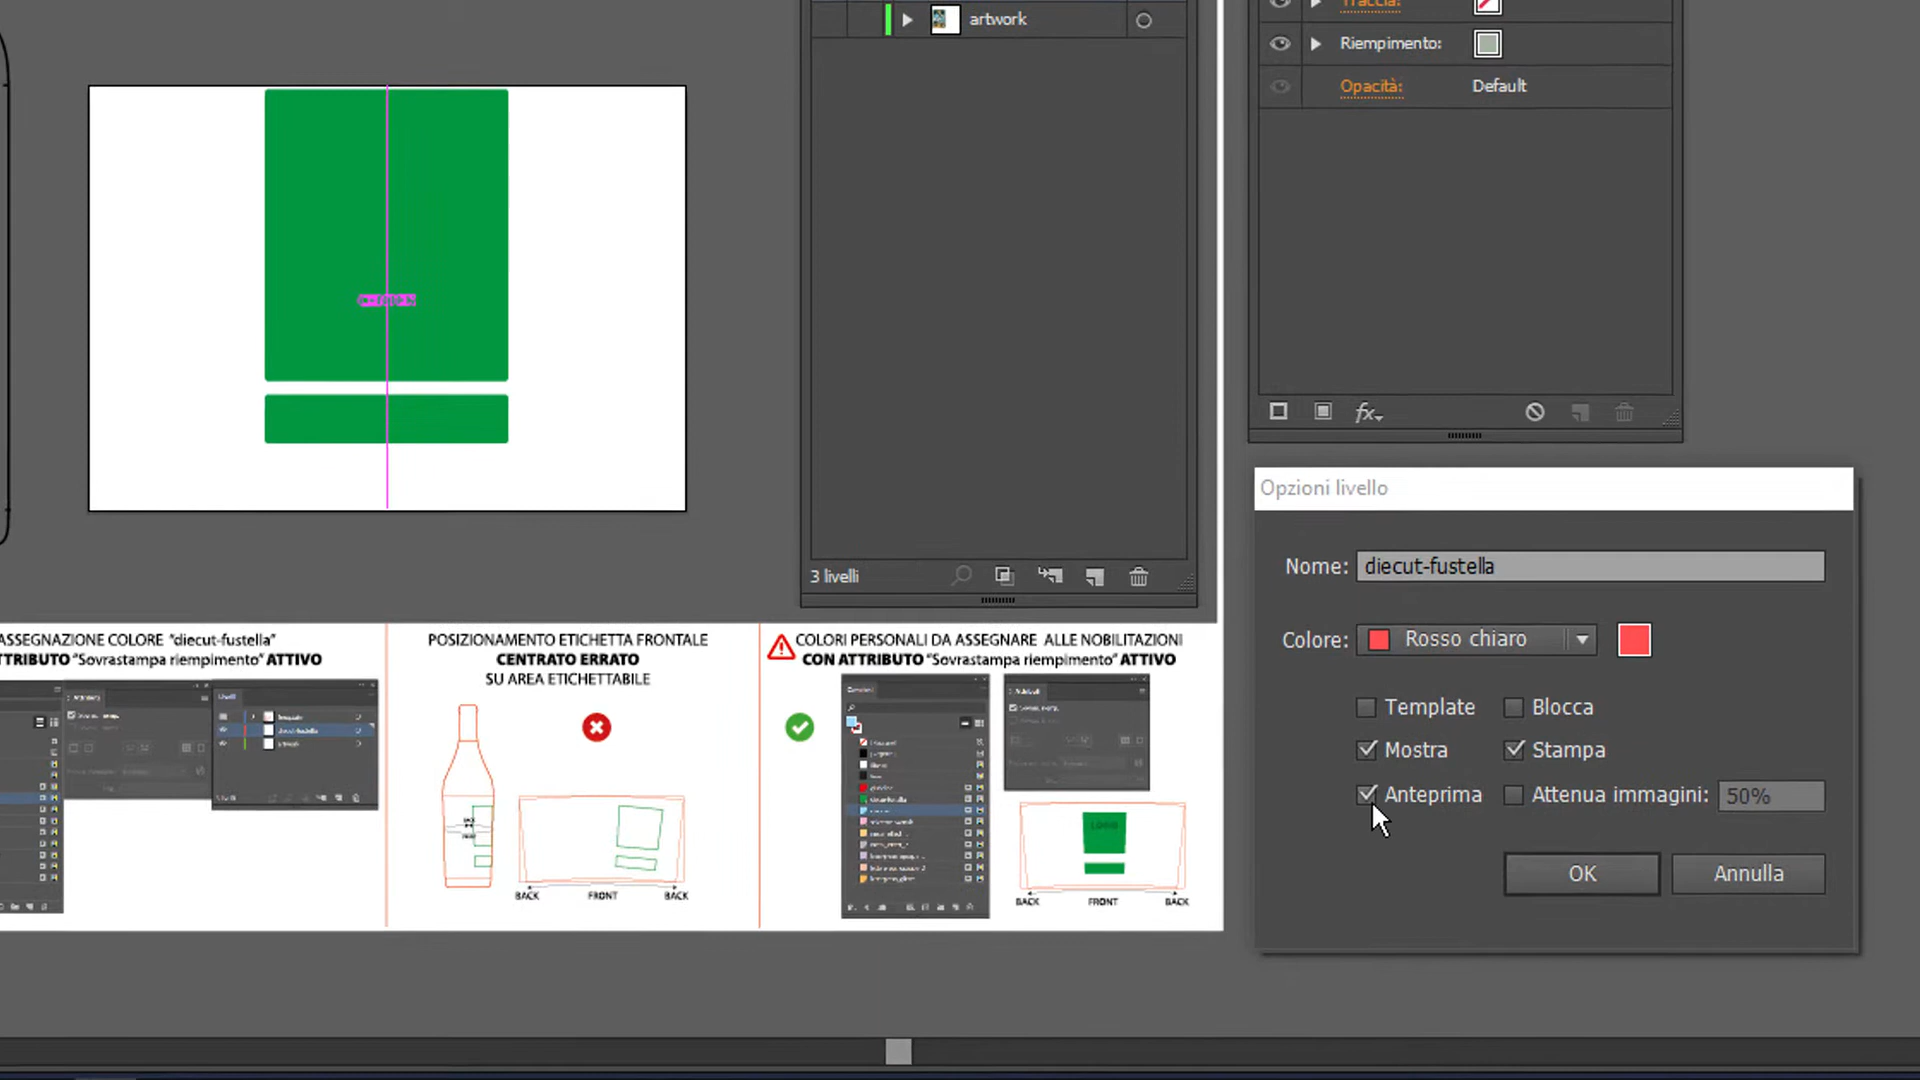 artwork
3 livelli
Traccia:
Riempimento:
Opacità: Default
fx
Opzioni livello
Nome: diecut-fustella
Colore: Rosso chiaro
Template Blocca
Mostra Stampa
Anteprima Attenua immagini: 50%
OK Annulla
ASSEGNAZIONE COLORE "diecut-fustella"
TTRIBUTO "Sovrastampa riempimento" ATTIVO
POSIZIONAMENTO ETICHETTA FRONTALE
CENTRATO ERRATO
SU AREA ETICHETTABILE
BACK FRONT BACK
COLORI PERSONALI DA ASSEGNARE ALLE NOBILITAZIONI
CON ATTRIBUTO "Sovrastampa riempimento" ATTIVO
BACK FRONT BACK